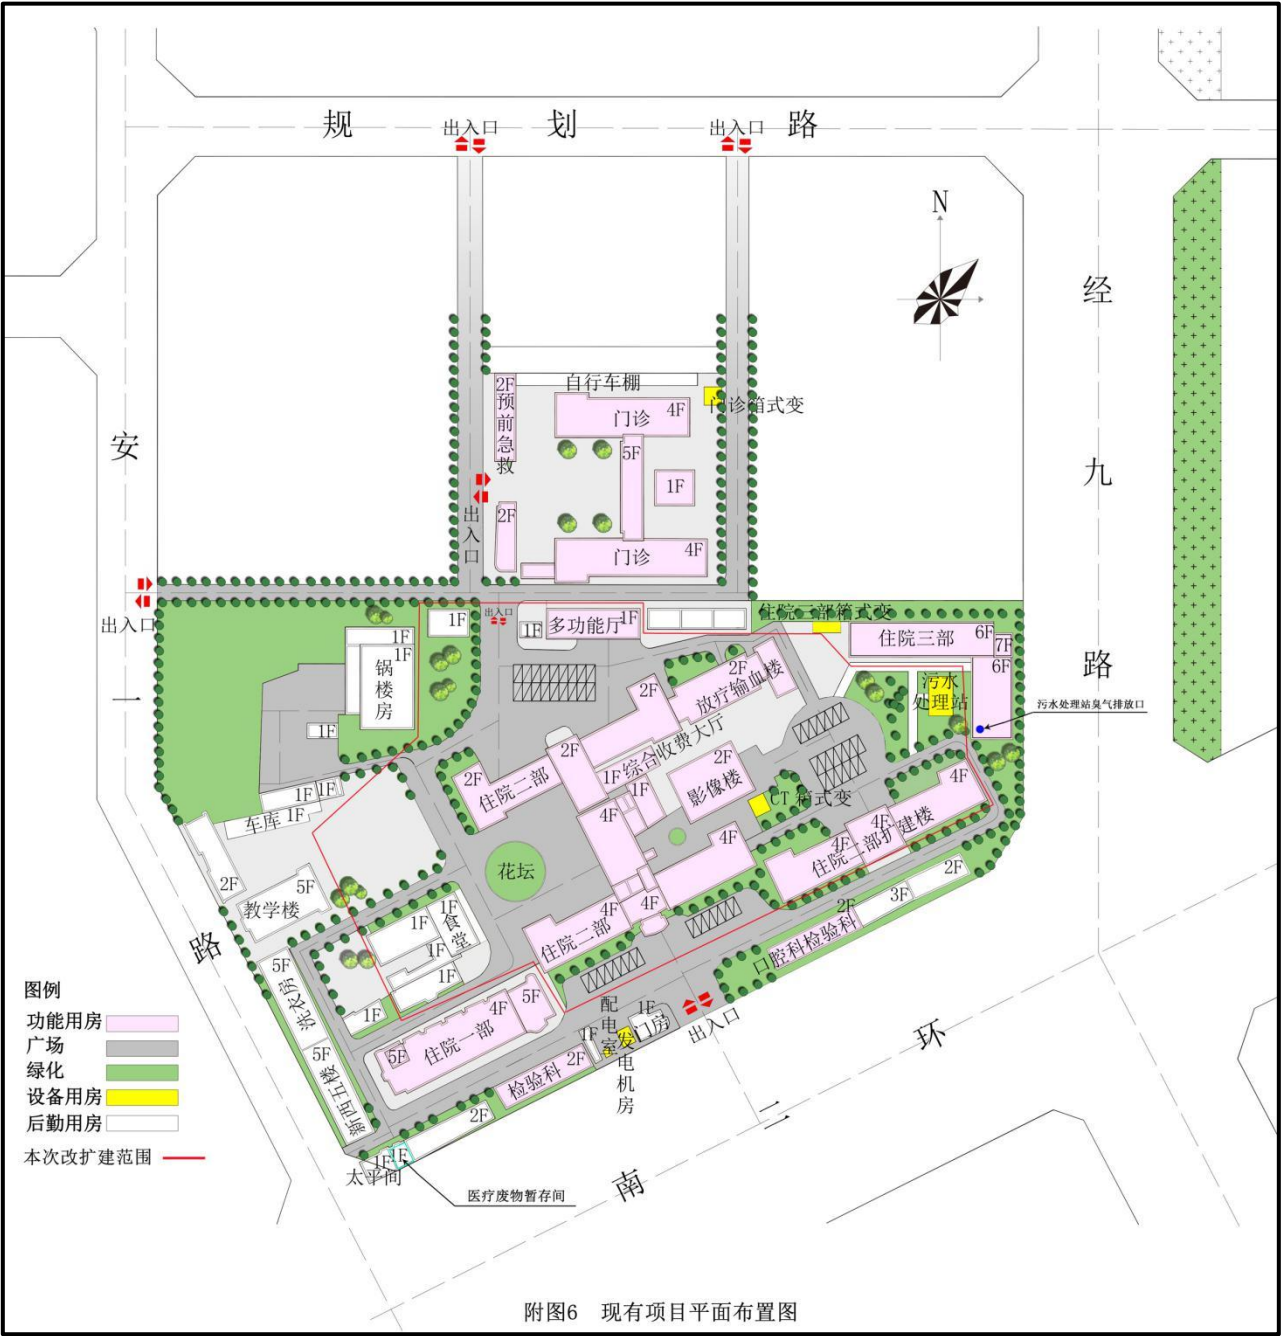 规划路
出入口
出入口
N
经九路
安一路
自行车棚
2F
预前急救
门诊箱式变
4F
门诊
5F
1F
2F
出入口
4F
门诊
出入口
出入口
1F
1F
多功能厅
1F
住院三部箱式变
住院三部
6F
7F
6F
1F
1F
锅楼房
2F
放疗输血楼
2F
污水处理站
污水处理站臭气排放口
1F
2F
综合收费大厅
2F
住院二部
1F
1F
2F
影像楼
CT箱式变
4F
1F
1F
车库
1F
4F
4F
4F
4F
住院二部扩建楼
花坛
2F
5F
教学楼
2F
3F
2F
口腔科检验科
1F
1F
食堂
1F
1F
1F
4F
4F
住院二部
5F
洗衣房
5F
4F
5F
住院一部
配电室
1F
门房
1F
发电机房
出入口
5F
新西五楼
2F
检验科
2F
1F
1F
太平间
医疗废物暂存间
南二环
图例
功能用房
广场
绿化
设备用房
后勤用房
本次改扩建范围
附图6 现有项目平面布置图